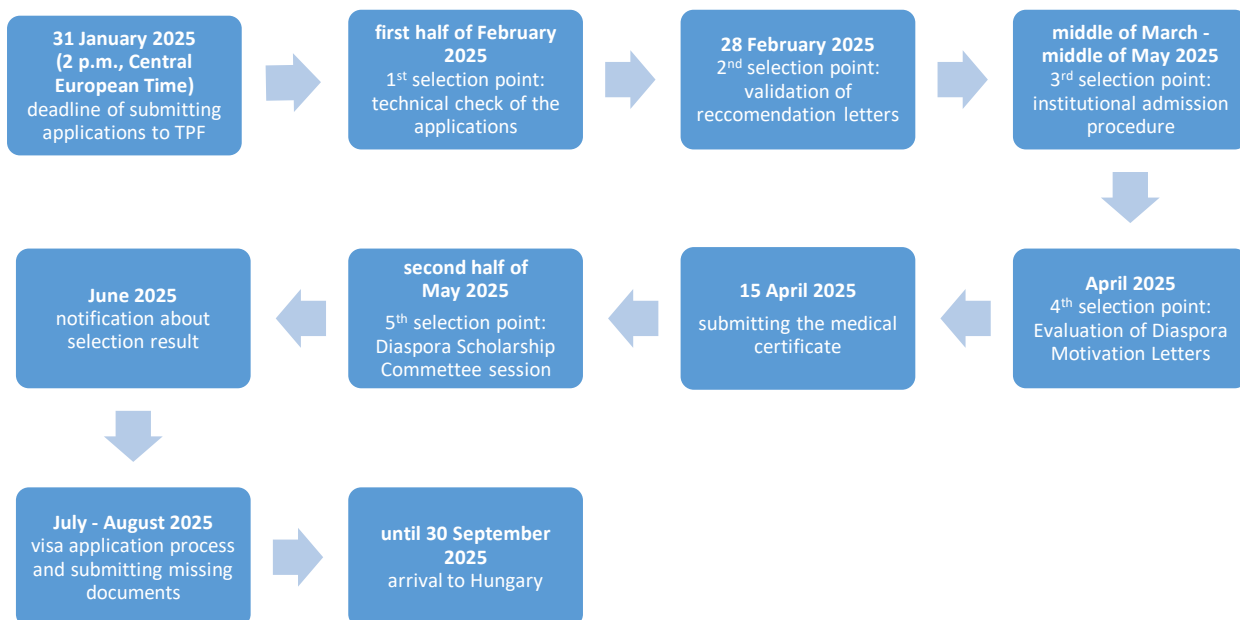 31 January 2025
(2 p.m., Central
European Time)
deadline of submitting
applications to TPF
first half of February
2025
1st selection point:
technical check of the
applications
28 February 2025
2nd selection point:
validation of
reccomendation letters
middle of March -
middle of May 2025
3rd selection point:
institutional admission
procedure
April 2025
4th selection point:
Evaluation of Diaspora
Motivation Letters
15 April 2025
submitting the medical
certificate
second half of
May 2025
5th selection point:
Diaspora Scholarship
Commettee session
June 2025
notification about
selection result
July - August 2025
visa application process
and submitting missing
documents
until 30 September
2025
arrival to Hungary